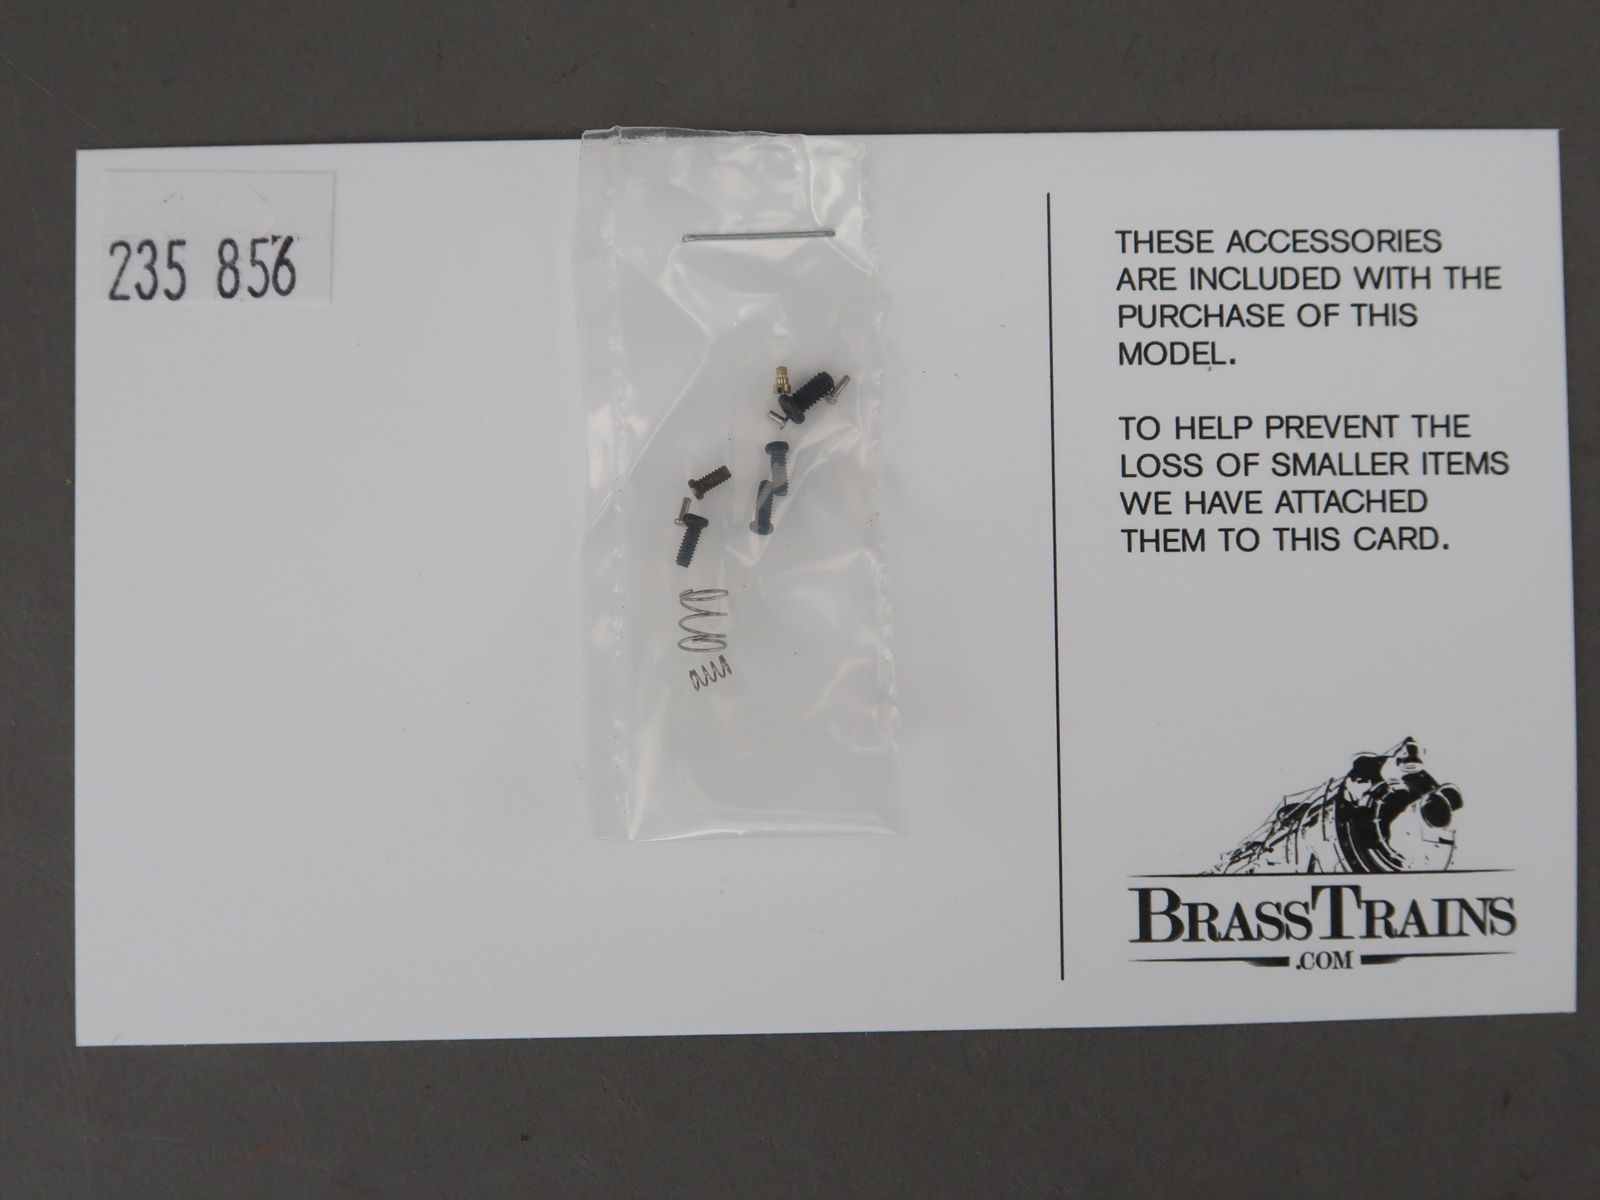 235 856
THESE ACCESSORIES
ARE INCLUDED WITH THE
PURCHASE OF THIS
MODEL.
TO HELP PREVENT THE
LOSS OF SMALLER ITEMS
WE HAVE ATTACHED
THEM TO THIS CARD.
BRASSTRAINS
.COM